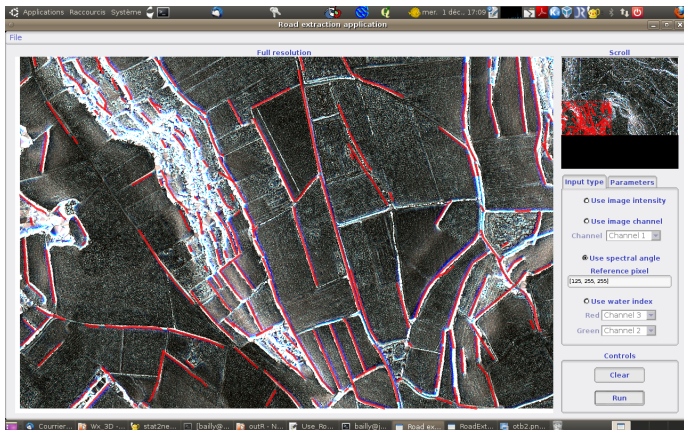 Applications Raccourcis Système
mer. 1 déc.. 17:09
Road extraction application
File
Full resolution
Scroll
Input type
Parameters
Use image intensity
Use image channel
Channel Channel 1
Use spectral angle
Reference pixel
[125, 255, 255]
Use water index
Red Channel 3
Green Channel 2
Controls
Clear
Run
Courrier... Wx_3D -... stat2ne... [bailly@... outR - N... Use_Ro... bailly@j... Road ex... RoadExt... otb2.pn...